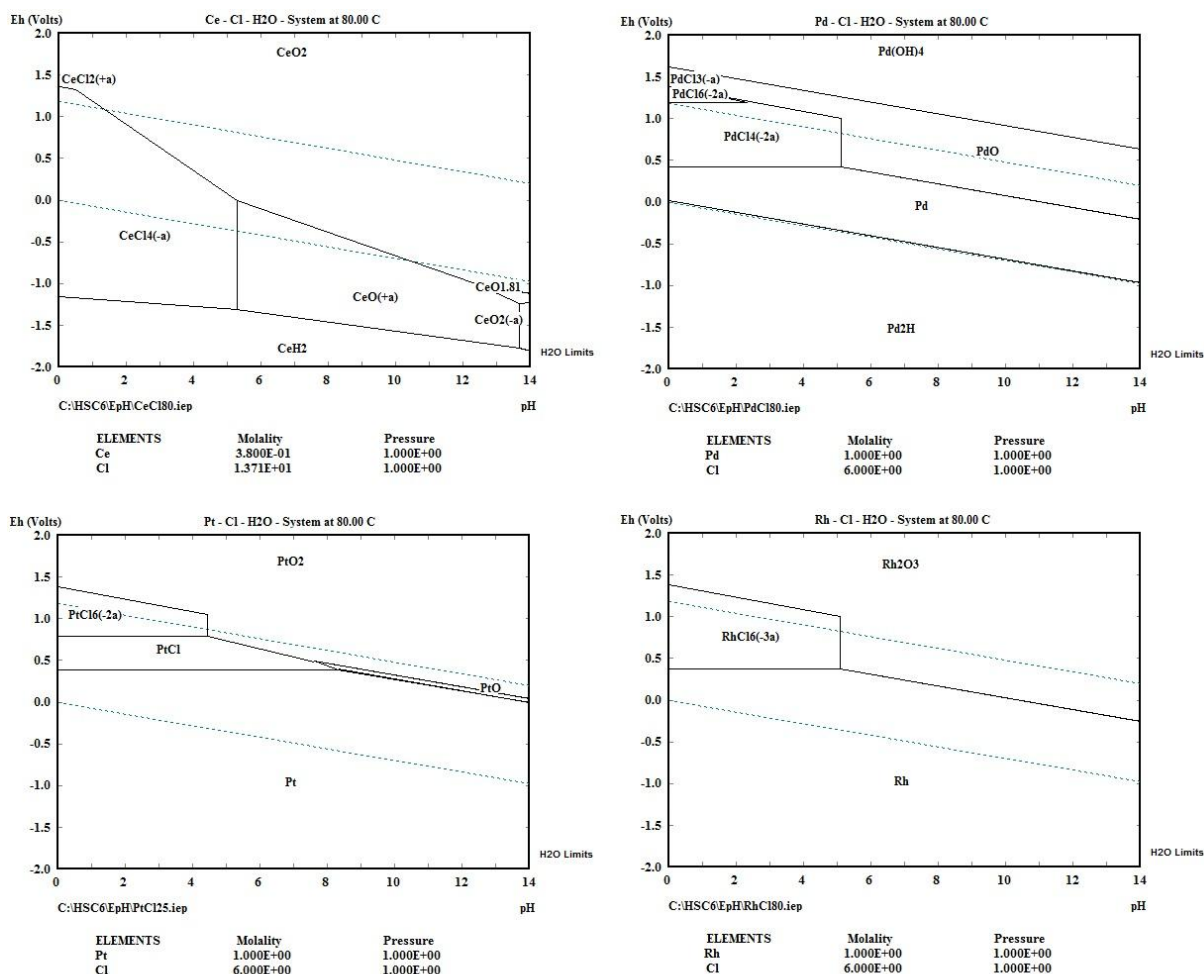 Eh (Volts) Ce - Cl - H2O - System at 80.00 C
2.0
1.5
1.0
0.5
0.0
-0.5
-1.0
-1.5
-2.0
CeO2
CeCl2(+a)
CeCl4(-a)
CeO1.81
CeO(+a)
CeO2(-a)
CeH2
H2O Limits
0 2 4 6 8 10 12 14
C:\HSC6\EpH\CeCl80.iep pH
ELEMENTS Molality Pressure
Ce 3.800E-01 1.000E+00
Cl 1.371E+01 1.000E+00
Eh (Volts) Pd - Cl - H2O - System at 80.00 C
2.0
1.5
1.0
0.5
0.0
-0.5
-1.0
-1.5
-2.0
Pd(OH)4
PdCl3(-a)
PdCl6(-2a)
PdCl4(-2a)
PdO
Pd
Pd2H
H2O Limits
0 2 4 6 8 10 12 14
C:\HSC6\EpH\PdCl80.iep pH
ELEMENTS Molality Pressure
Pd 1.000E+00 1.000E+00
Cl 6.000E+00 1.000E+00
Eh (Volts) Pt - Cl - H2O - System at 80.00 C
2.0
1.5
1.0
0.5
0.0
-0.5
-1.0
-1.5
-2.0
PtO2
PtCl6(-2a)
PtCl
PtO
Pt
H2O Limits
0 2 4 6 8 10 12 14
C:\HSC6\EpH\PtCl25.iep pH
ELEMENTS Molality Pressure
Pt 1.000E+00 1.000E+00
Cl 6.000E+00 1.000E+00
Eh (Volts) Rh - Cl - H2O - System at 80.00 C
2.0
1.5
1.0
0.5
0.0
-0.5
-1.0
-1.5
-2.0
Rh2O3
RhCl6(-3a)
Rh
H2O Limits
0 2 4 6 8 10 12 14
C:\HSC6\EpH\RhCl80.iep pH
ELEMENTS Molality Pressure
Rh 1.000E+00 1.000E+00
Cl 6.000E+00 1.000E+00